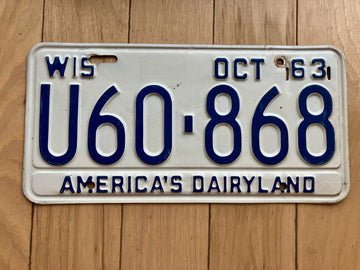 WIS OCT 63
U60-868
AMERICA'S DAIRYLAND